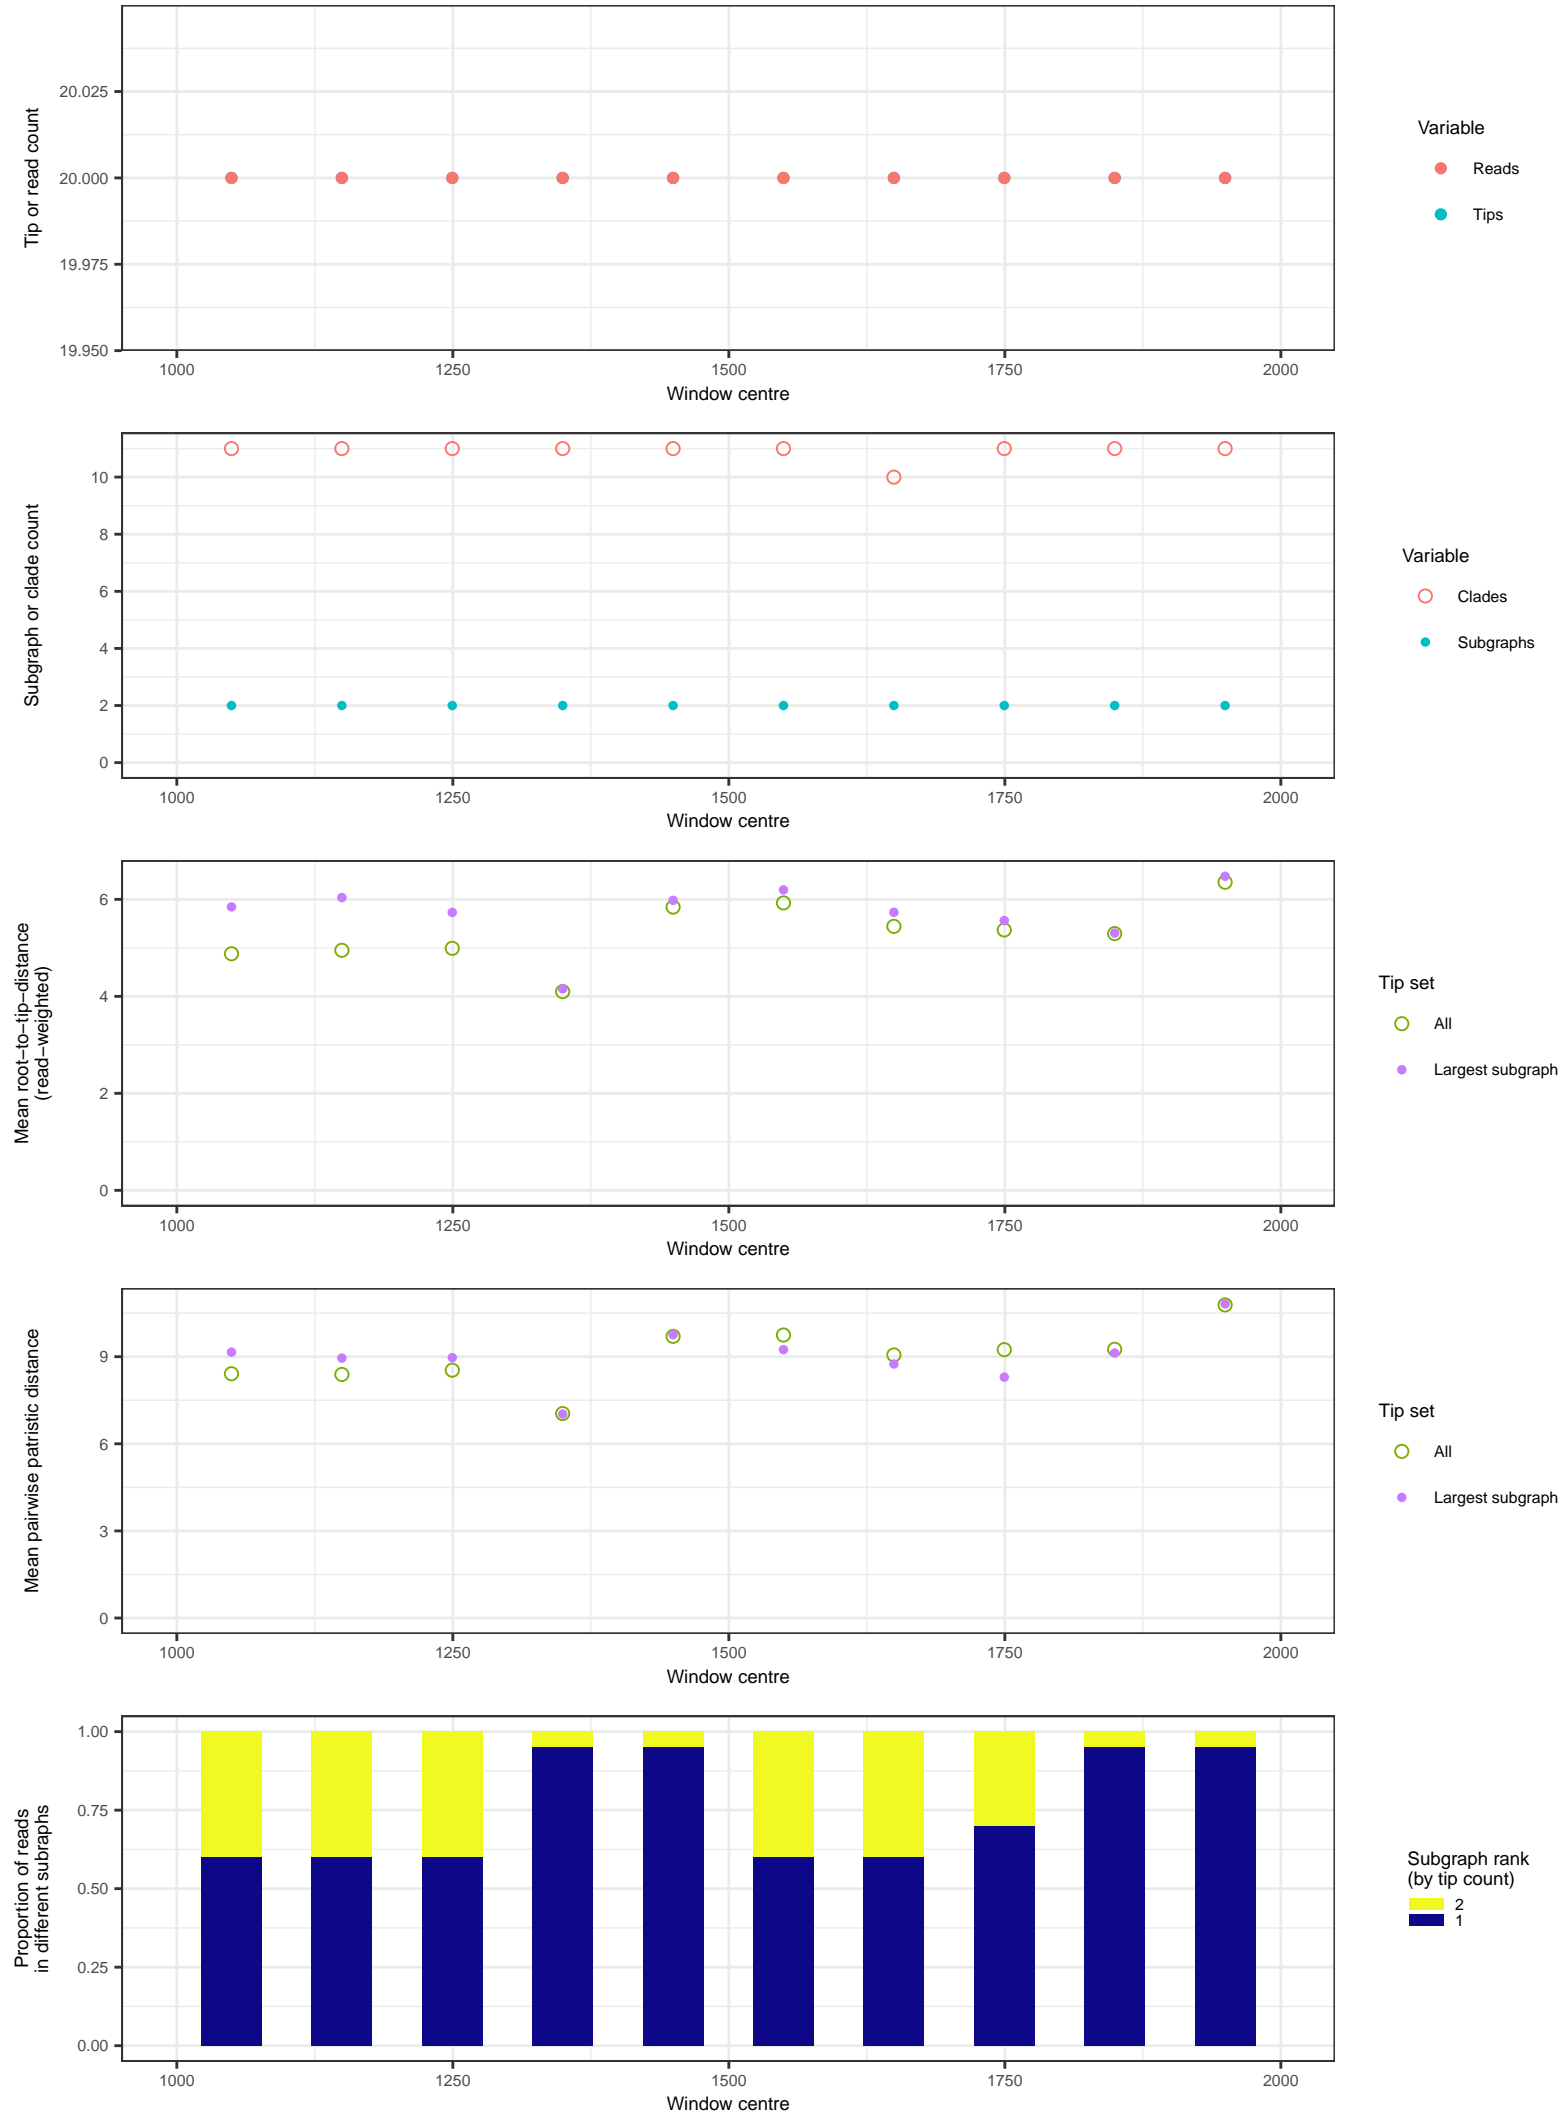 Tip or read count
20.025
20.000
19.975
19.950
1000 1250 1500 1750 2000
Window centre
Variable
Reads
Tips
Subgraph or clade count
10
8
6
4
2
0
1000 1250 1500 1750 2000
Window centre
Variable
Clades
Subgraphs
Mean root−to−tip−distance
(read−weighted)
6
4
2
0
1000 1250 1500 1750 2000
Window centre
Tip set
All
Largest subgraph
Mean pairwise patristic distance
9
6
3
0
1000 1250 1500 1750 2000
Window centre
Tip set
All
Largest subgraph
Proportion of reads
in different subraphs
1.00
0.75
0.50
0.25
0.00
1000 1250 1500 1750 2000
Window centre
Subgraph rank
(by tip count)
2
1